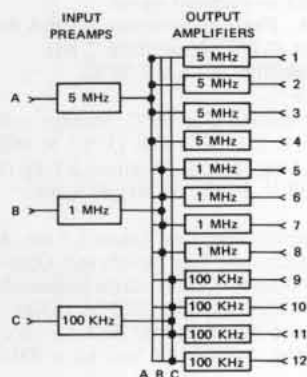 INPUT PREAMPS
OUTPUT AMPLIFIERS
5 MHz < 1
5 MHz < 2
A > 5 MHz
5 MHz < 3
5 MHz < 4
1 MHz < 5
1 MHz < 6
B > 1 MHz
1 MHz < 7
1 MHz < 8
100 KHz < 9
100 KHz < 10
C > 100 KHz
100 KHz < 11
100 KHz < 12
A B C